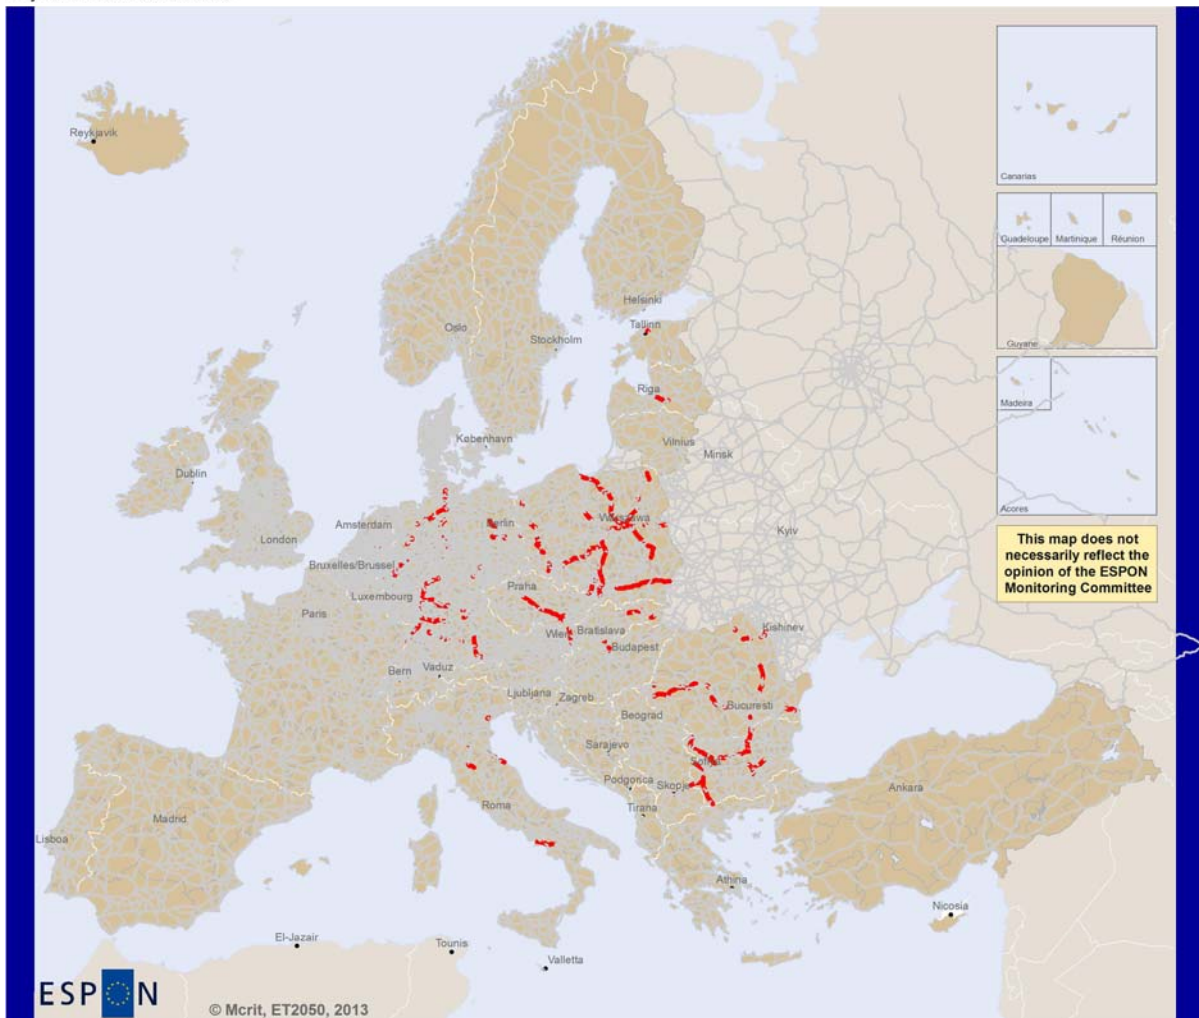 Canarias
Reykjavik
Guadeloupe
Martinique
Réunion
Helsinki
Tallinn
Oslo
Stockholm
Guyane
Riga
Madeira
København
Vilnius
Minsk
Dublin
Acores
Amsterdam
Berlin
Warszawa
Kyiv
London
This map does not
necessarily reflect the
opinion of the ESPON
Monitoring Committee
Bruxelles/Brussel
Praha
Luxembourg
Paris
Wien
Bratislava
Kishinev
Budapest
Bern
Vaduz
Ljubljana
Zagreb
Beograd
Bucuresti
Sarajevo
Sofiya
Podgorica
Skopje
Ankara
Roma
Tirana
Madrid
Lisboa
Athina
Nicosia
El-Jazair
Tounis
Valletta
ESPON
© Mcrit, ET2050, 2013